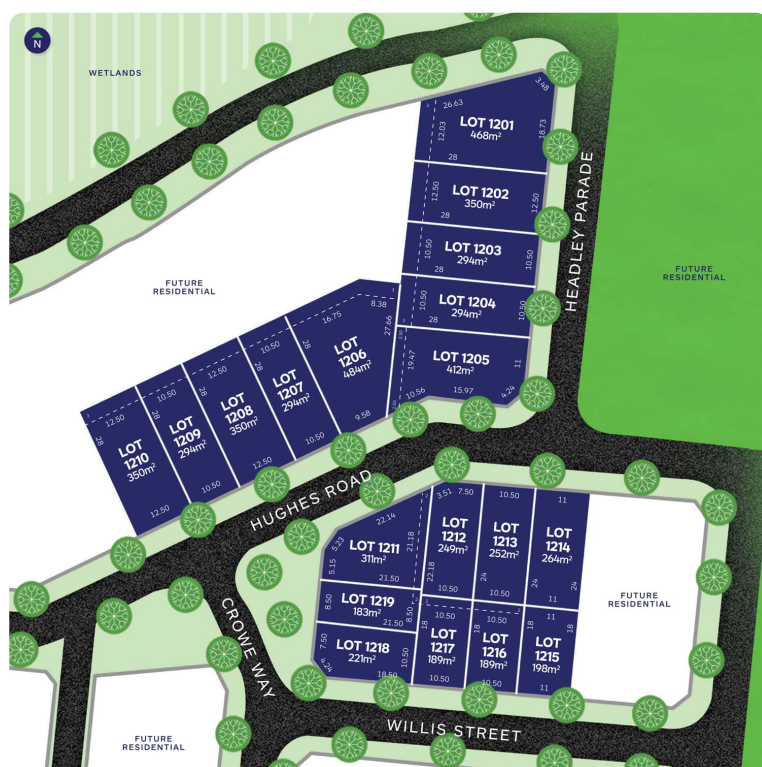 N
WETLANDS
3.48
3
26.63
LOT 1201
468m²
12.03
18.73
28
LOT 1202
350m²
12.50
12.50
28
HEADLEY PARADE
LOT 1203
294m²
10.50
10.50
28
FUTURE
RESIDENTIAL
FUTURE
RESIDENTIAL
LOT 1204
294m²
10.50
10.50
28
3
8.38
16.75
27.66
LOT
1206
484m²
9.58
LOT 1205
412m²
19.47
11
10.56
15.97
4.24
10.50
28
LOT
1207
294m²
10.50
12.50
28
LOT
1208
350m²
12.50
10.50
28
LOT
1209
294m²
10.50
3
12.50
28
28
LOT
1210
350m²
12.50
HUGHES ROAD
22.14
5.23
5.15
LOT 1211
311m²
21.18
21.50
3.51
7.50
LOT
1212
249m²
22.18
10.50
10.50
LOT
1213
252m²
24
10.50
11
LOT
1214
264m²
24
24
11
FUTURE
RESIDENTIAL
8.50
LOT 1219
183m²
8.50
21.50
7.50
LOT 1218
221m²
10.50
4.24
18.50
10.50
18
LOT
1217
189m²
10.50
10.50
18
LOT
1216
189m²
10.50
11
18
18
LOT
1215
198m²
11
CROWE WAY
WILLIS STREET
FUTURE
RESIDENTIAL